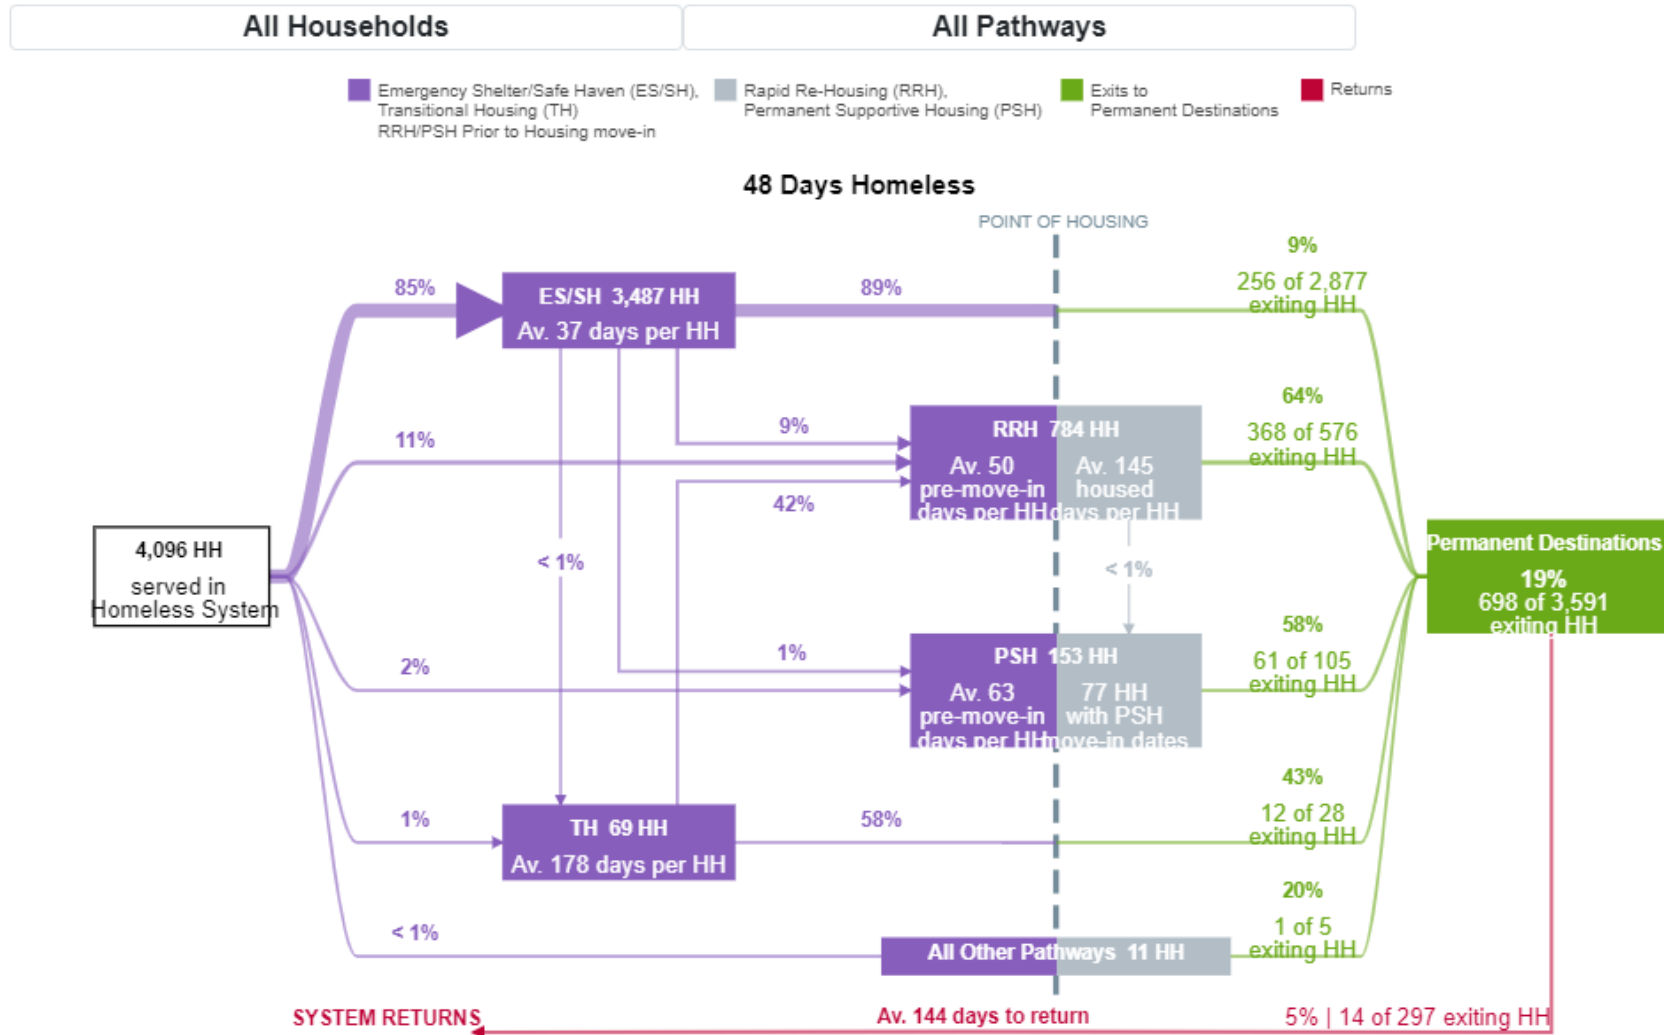 All Households
All Pathways
Emergency Shelter/Safe Haven (ES/SH),
Transitional Housing (TH)
RRH/PSH Prior to Housing move-in
Rapid Re-Housing (RRH),
Permanent Supportive Housing (PSH)
Exits to
Permanent Destinations
Returns
48 Days Homeless
POINT OF HOUSING
85%
ES/SH 3,487 HH
Av. 37 days per HH
89%
9%
256 of 2,877
exiting HH
11%
9%
42%
RRH 784 HH
Av. 50
pre-move-in
days per HH
Av. 145
housed
days per HH
64%
368 of 576
exiting HH
4,096 HH
served in
Homeless System
< 1%
< 1%
Permanent Destinations
19%
698 of 3,591
exiting HH
2%
1%
PSH 153 HH
Av. 63
pre-move-in
days per HH
77 HH
with PSH
move-in dates
58%
61 of 105
exiting HH
1%
TH 69 HH
Av. 178 days per HH
58%
43%
12 of 28
exiting HH
< 1%
All Other Pathways 11 HH
20%
1 of 5
exiting HH
SYSTEM RETURNS
Av. 144 days to return
5% | 14 of 297 exiting HH